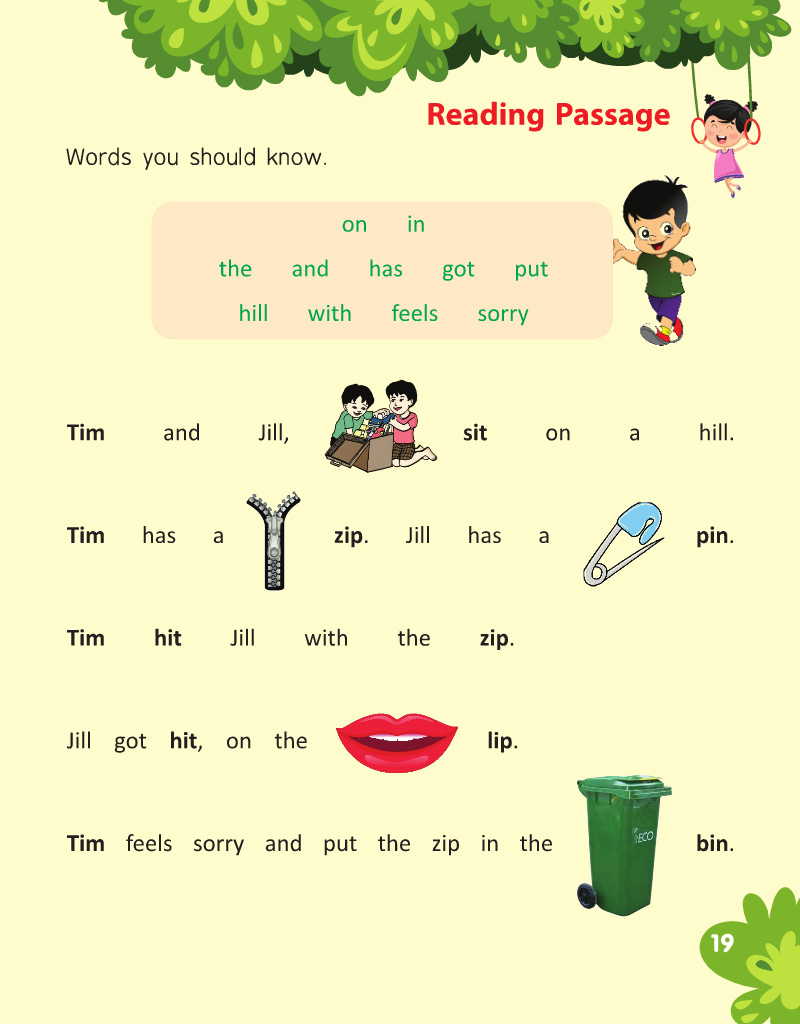 Reading Passage
Words you should know.
on in
the and has got put
hill with feels sorry
Tim and Jill, sit on a hill.
Tim has a zip. Jill has a pin.
Tim hit Jill with the zip.
Jill got hit, on the lip.
ECO
Tim feels sorry and put the zip in the bin.
19